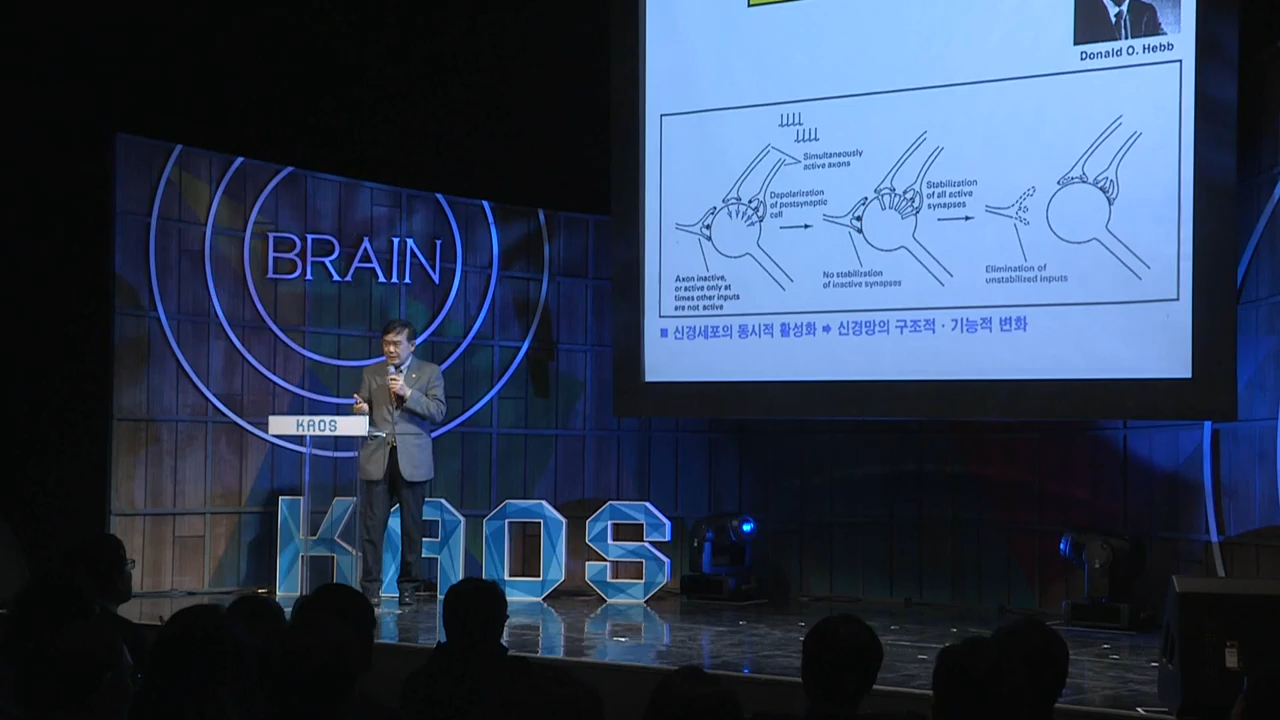 Donald O. Hebb
Simultaneously
active axons
Depolarization
of postsynaptic
cell
Stabilization
of all active
synapses
Axon inactive,
or active only at
times other inputs
are not active
No stabilization
of inactive synapses
Elimination of
unstabilized inputs
■ 신경세포의 동시적 활성화 ➡ 신경망의 구조적 · 기능적 변화
BRAIN
KAOS
KAOS